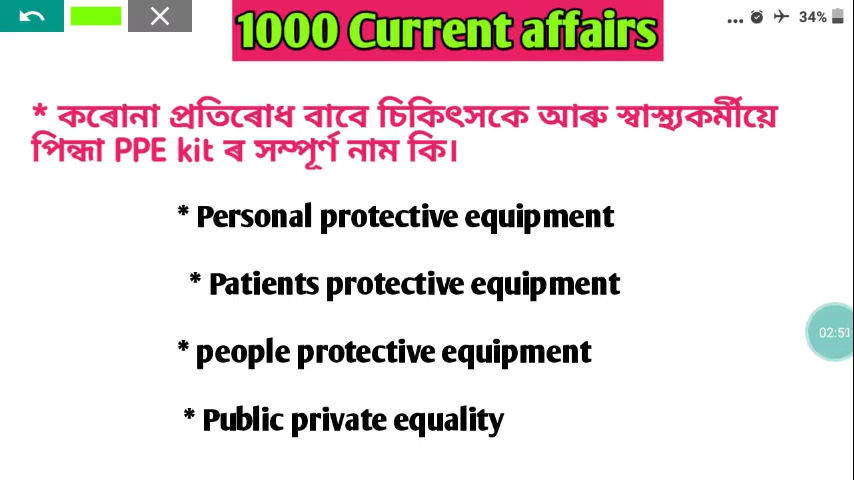 1000 Current affairs
... 34%
* কৰোনা প্ৰতিৰোধ বাবে চিকিৎসকে আৰু স্বাস্থ্যকৰ্মীয়ে
পিন্ধা PPE kit ৰ সম্পূৰ্ণ নাম কি।
* Personal protective equipment
* Patients protective equipment
02:51
* people protective equipment
* Public private equality